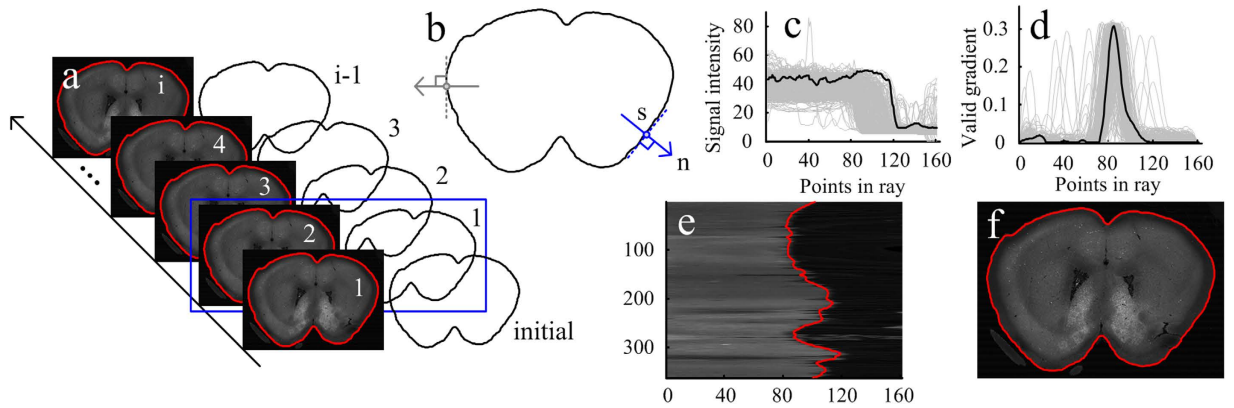 a
i
4
3
2
1
i-1
3
2
1
initial
b
s
n
c
Signal intensity
80
60
40
20
0
0 40 80 120 160
Points in ray
d
Valid gradient
0.3
0.2
0.1
0
0 40 80 120 160
Points in ray
e
100
200
300
0 40 80 120 160
f